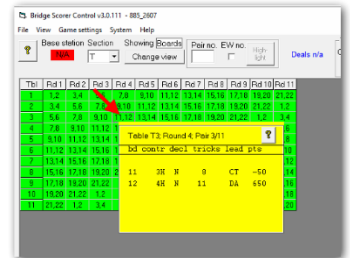 Bridge Scorer Control v3.0.111 - 885_2607
File View Game settings System Help
Base station Section Showing Boards Pair no. EW no. High light Deals n/a
? N/A T Change view
Tbl Rd 1 Rd 2 Rd 3 Rd 4 Rd 5 Rd 6 Rd 7 Rd 8 Rd 9 Rd 10 Rd 11
1 1,2 3,4 7,8 9,10 11,12 13,14 15,16 17,18 19,20 21,22
2 3,4 5,6 7,8 9,10 11,12 13,14 15,16 17,18 19,20 21,22 1,2
3 5,6 7,8 9,10 11,12 13,14 15,16 17,18 19,20 21,22 1,2 3,4
4 7,8 9,10 11,12
5 9,10 11,12 13,14
6 11,12 13,14 15,16
7 13,14 15,16 17,18
8 15,16 17,18 19,20
9 17,18 19,20 21,22
10 19,20 21,22 1,2
11 21,22 1,2 3,4
Table T3; Round 4; Pair 3/11 ?
bd contr decl tricks lead pts
11 3H N 8 CT -50
12 4H N 11 DA 650